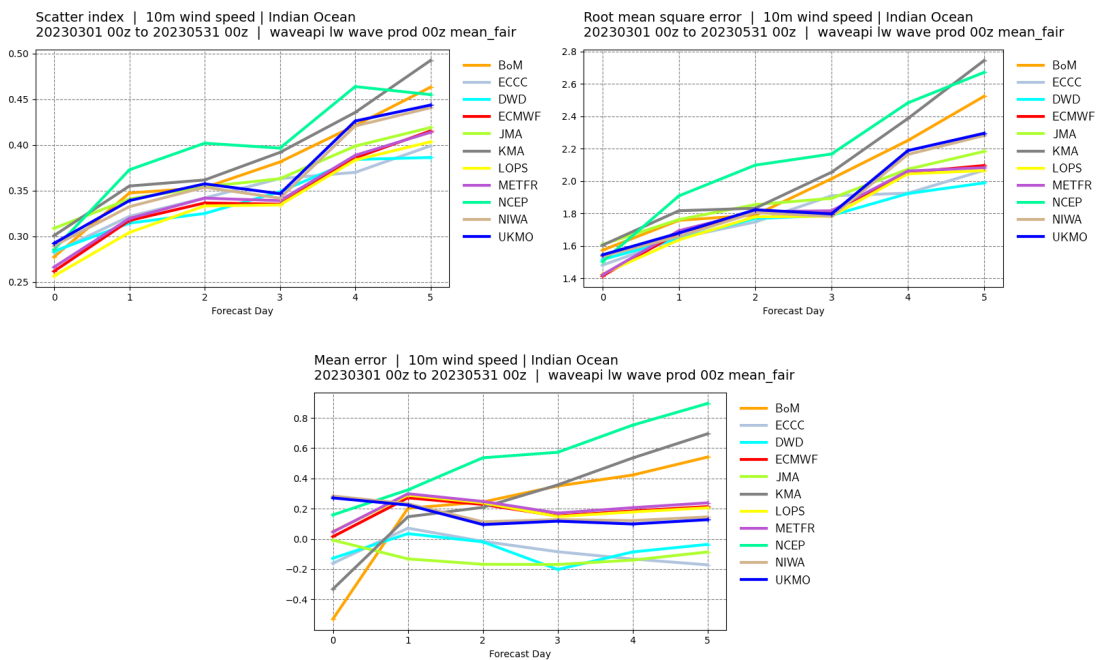 Scatter index | 10m wind speed | Indian Ocean
20230301 00z to 20230531 00z | waveapi lw wave prod 00z mean_fair
0.50
0.45
0.40
0.35
0.30
0.25
0
1
2
3
4
5
Forecast Day
BoM
ECCC
DWD
ECMWF
JMA
KMA
LOPS
METFR
NCEP
NIWA
UKMO
Root mean square error | 10m wind speed | Indian Ocean
20230301 00z to 20230531 00z | waveapi lw wave prod 00z mean_fair
2.8
2.6
2.4
2.2
2.0
1.8
1.6
1.4
0
1
2
3
4
5
Forecast Day
BoM
ECCC
DWD
ECMWF
JMA
KMA
LOPS
METFR
NCEP
NIWA
UKMO
Mean error | 10m wind speed | Indian Ocean
20230301 00z to 20230531 00z | waveapi lw wave prod 00z mean_fair
0.8
0.6
0.4
0.2
0.0
−0.2
−0.4
0
1
2
3
4
5
Forecast Day
BoM
ECCC
DWD
ECMWF
JMA
KMA
LOPS
METFR
NCEP
NIWA
UKMO